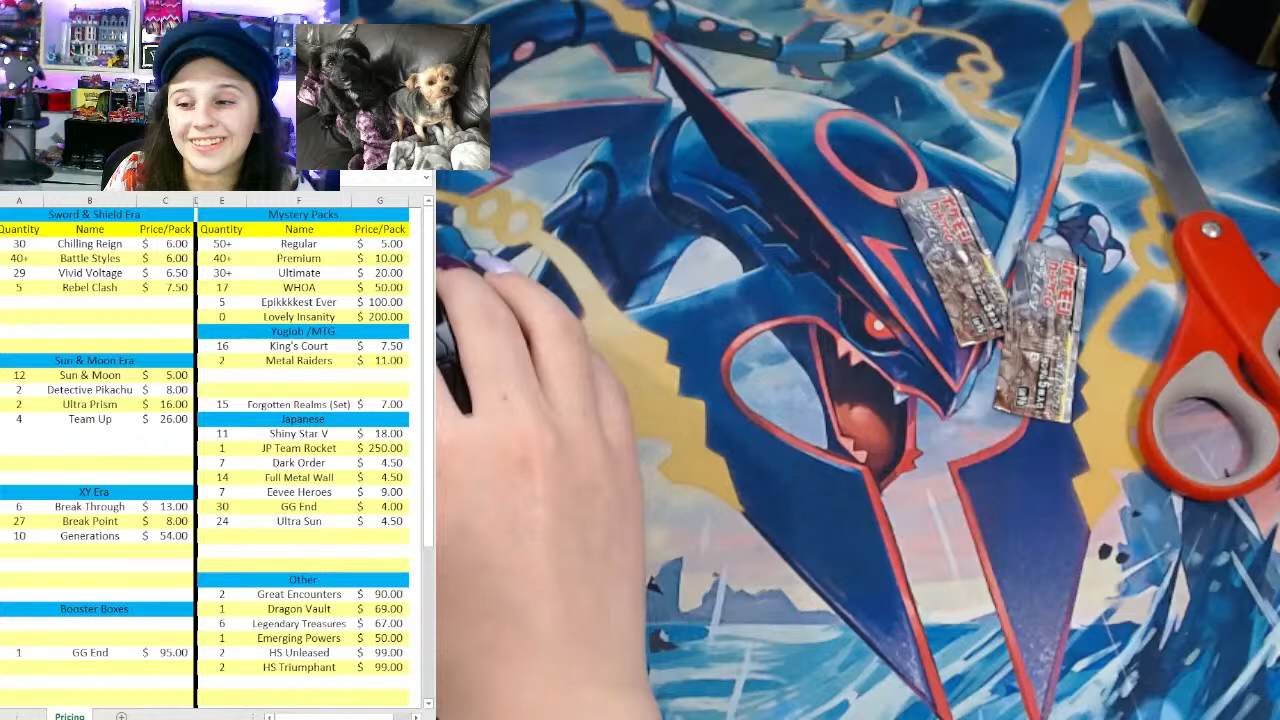 A B C E F G
Sword & Shield Era Mystery Packs
Quantity Name Price/Pack Quantity Name Price/Pack
30 Chilling Reign $ 6.00 50+ Regular $ 5.00
40+ Battle Styles $ 6.00 40+ Premium $ 10.00
29 Vivid Voltage $ 6.50 30+ Ultimate $ 20.00
5 Rebel Clash $ 7.50 17 WHOA $ 50.00
5 Epikkkkest Ever $ 100.00
0 Lovely Insanity $ 200.00
Yugioh /MTG
16 King's Court $ 7.50
Sun & Moon Era 2 Metal Raiders $ 11.00
12 Sun & Moon $ 5.00
2 Detective Pikachu $ 8.00
2 Ultra Prism $ 16.00 15 Forgotten Realms (Set) $ 7.00
4 Team Up $ 26.00 Japanese
11 Shiny Star V $ 18.00
1 JP Team Rocket $ 250.00
7 Dark Order $ 4.50
14 Full Metal Wall $ 4.50
XY Era 7 Eevee Heroes $ 9.00
6 Break Through $ 13.00 30 GG End $ 4.00
27 Break Point $ 8.00 24 Ultra Sun $ 4.50
10 Generations $ 54.00
Other
2 Great Encounters $ 90.00
Booster Boxes 1 Dragon Vault $ 69.00
6 Legendary Treasures $ 67.00
1 Emerging Powers $ 50.00
1 GG End $ 95.00 2 HS Unleased $ 99.00
2 HS Triumphant $ 99.00
Pricing